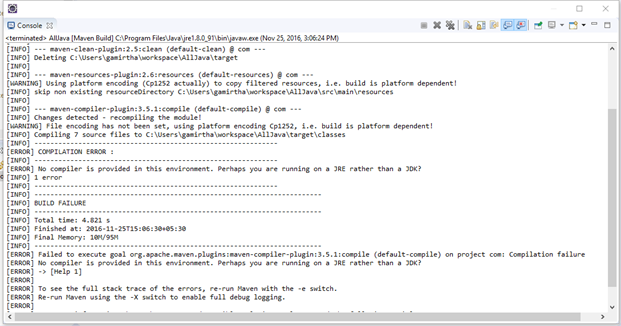 Console
<terminated> AllJava [Maven Build] C:\Program Files\Java\jre1.8.0_91\bin\javaw.exe (Nov 25, 2016, 3:06:24 PM)
[INFO] --- maven-clean-plugin:2.5:clean (default-clean) @ com ---
[INFO] Deleting C:\Users\gamirtha\workspace\AllJava\target
[INFO]
[INFO] --- maven-resources-plugin:2.6:resources (default-resources) @ com ---
[WARNING] Using platform encoding (Cp1252 actually) to copy filtered resources, i.e. build is platform dependent!
[INFO] skip non existing resourceDirectory C:\Users\gamirtha\workspace\AllJava\src\main\resources
[INFO]
[INFO] --- maven-compiler-plugin:3.5.1:compile (default-compile) @ com ---
[INFO] Changes detected - recompiling the module!
[WARNING] File encoding has not been set, using platform encoding Cp1252, i.e. build is platform dependent!
[INFO] Compiling 7 source files to C:\Users\gamirtha\workspace\AllJava\target\classes
[INFO] -------------------------------------------------------------
[ERROR] COMPILATION ERROR :
[INFO] -------------------------------------------------------------
[ERROR] No compiler is provided in this environment. Perhaps you are running on a JRE rather than a JDK?
[INFO] 1 error
[INFO] -------------------------------------------------------------
[INFO] ------------------------------------------------------------------------
[INFO] BUILD FAILURE
[INFO] ------------------------------------------------------------------------
[INFO] Total time: 4.821 s
[INFO] Finished at: 2016-11-25T15:06:30+05:30
[INFO] Final Memory: 10M/95M
[INFO] ------------------------------------------------------------------------
[ERROR] Failed to execute goal org.apache.maven.plugins:maven-compiler-plugin:3.5.1:compile (default-compile) on project com: Compilation failure
[ERROR] No compiler is provided in this environment. Perhaps you are running on a JRE rather than a JDK?
[ERROR] -> [Help 1]
[ERROR]
[ERROR] To see the full stack trace of the errors, re-run Maven with the -e switch.
[ERROR] Re-run Maven using the -X switch to enable full debug logging.
[ERROR]